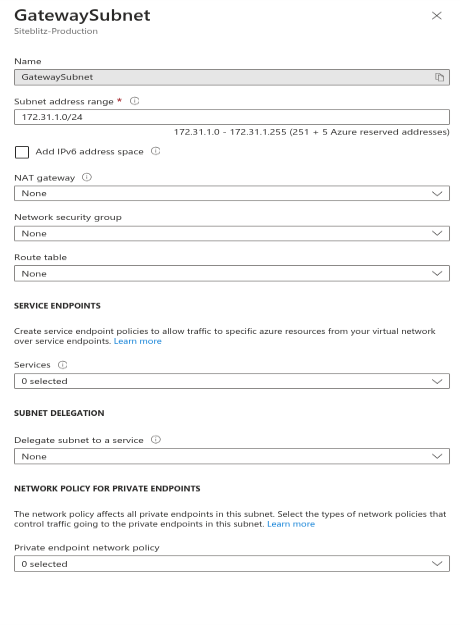 GatewaySubnet
Siteblitz-Production
Name
GatewaySubnet
Subnet address range *
172.31.1.0/24
172.31.1.0 - 172.31.1.255 (251 + 5 Azure reserved addresses)
Add IPv6 address space
NAT gateway
None
Network security group
None
Route table
None
SERVICE ENDPOINTS
Create service endpoint policies to allow traffic to specific azure resources from your virtual network
over service endpoints. Learn more
Services
0 selected
SUBNET DELEGATION
Delegate subnet to a service
None
NETWORK POLICY FOR PRIVATE ENDPOINTS
The network policy affects all private endpoints in this subnet. Select the types of network policies that
control traffic going to the private endpoints in this subnet. Learn more
Private endpoint network policy
0 selected